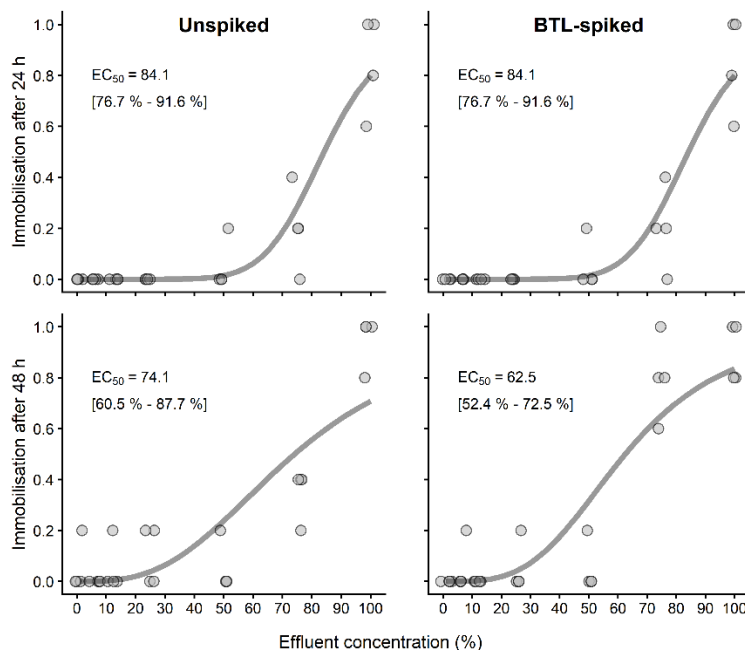 Unspiked
BTL-spiked
Immobilisation after 24 h
1.0
0.8
0.6
0.4
0.2
0.0
EC50 = 84.1
[76.7 % - 91.6 %]
EC50 = 84.1
[76.7 % - 91.6 %]
Immobilisation after 48 h
1.0
0.8
0.6
0.4
0.2
0.0
EC50 = 74.1
[60.5 % - 87.7 %]
EC50 = 62.5
[52.4 % - 72.5 %]
0 10 20 30 40 50 60 70 80 90 100
0 10 20 30 40 50 60 70 80 90 100
Effluent concentration (%)